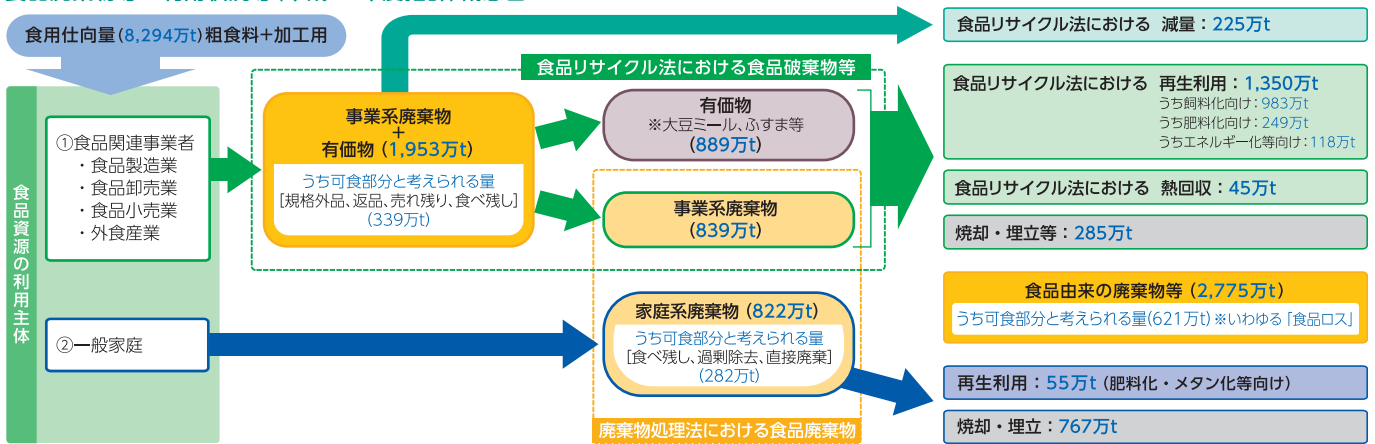 食用仕向量(8,294万t)粗食料＋加工用
食品資源の利用主体
①食品関連事業者
・食品製造業
・食品卸売業
・食品小売業
・外食産業
②一般家庭
食品リサイクル法における食品破棄物等
事業系廃棄物
＋
有価物 (1,953万t)
うち可食部分と考えられる量
[規格外品、返品、売れ残り、食べ残し]
(339万t)
有価物
※大豆ミール、ふすま等
(889万t)
事業系廃棄物
(839万t)
家庭系廃棄物 (822万t)
うち可食部分と考えられる量
[食べ残し、過剰除去、直接廃棄]
(282万t)
廃棄物処理法における食品廃棄物
食品リサイクル法における 減量：225万t
食品リサイクル法における 再生利用：1,350万t
うち飼料化向け：983万t
うち肥料化向け：249万t
うちエネルギー化等向け：118万t
食品リサイクル法における 熱回収：45万t
焼却・埋立等：285万t
食品由来の廃棄物等 (2,775万t)
うち可食部分と考えられる量(621万t) ※いわゆる「食品ロス」
再生利用：55万t (肥料化・メタン化等向け)
焼却・埋立：767万t